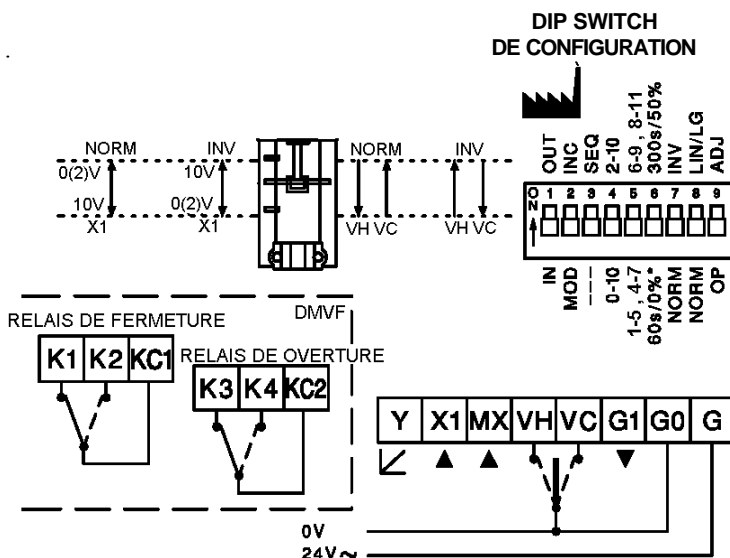 DIP SWITCH
DE CONFIGURATION
OUT
INC
SEQ
2-10
6-9 , 8-11
300s/50%
INV
LIN/LG
ADJ
ON 1 2 3 4 5 6 7 8 9
IN
MOD
---
0-10
1-5 , 4-7
60s/0%*
NORM
NORM
OP
NORM INV NORM INV
0(2)V 10V
10V 0(2)V
X1 X1 VH VC VH VC
DMVF
RELAIS DE FERMETURE
K1 K2 KC1
RELAIS DE OVERTURE
K3 K4 KC2
Y X1 MX VH VC G1 G0 G
0V
24V~